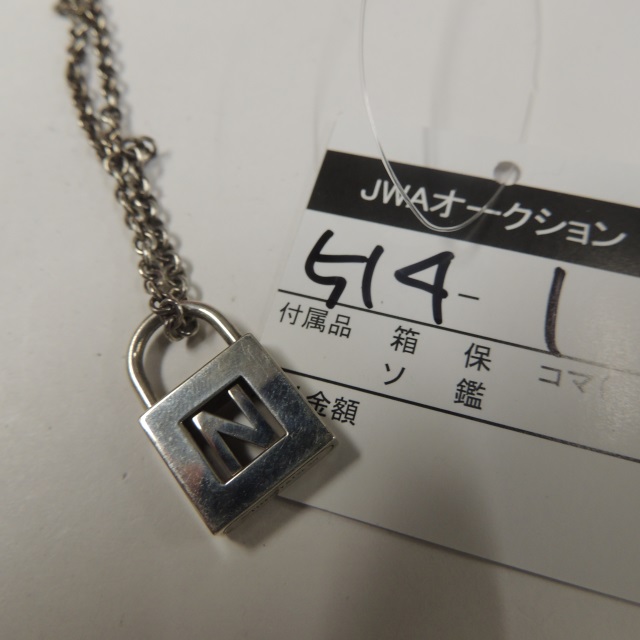 JWAオークション
514-1
付属品 箱 保 コマ
ソ 鑑
金額
N